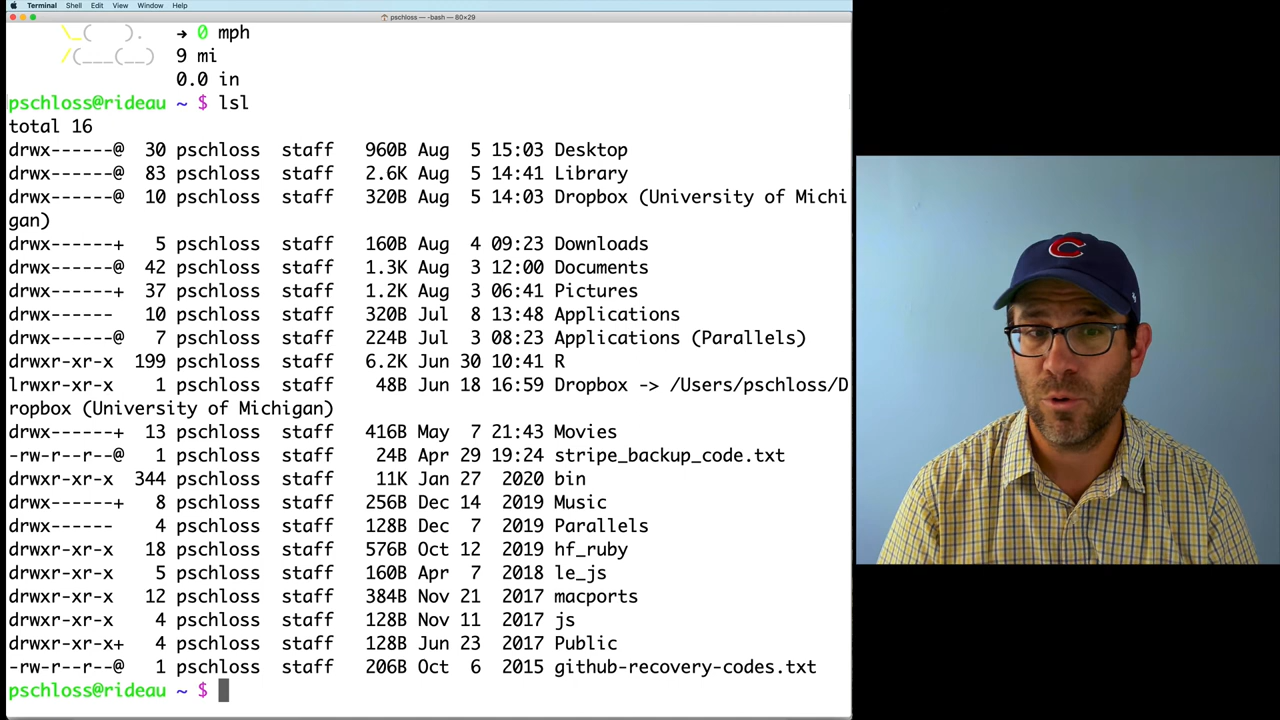 Terminal Shell Edit View Window Help
pschloss — -bash — 80×29
\_(   ).   → 0 mph
/(___(__)   9 mi
0.0 in
pschloss@rideau ~ $ lsl
total 16
drwx------@  30 pschloss  staff   960B Aug  5 15:03 Desktop
drwx------@  83 pschloss  staff   2.6K Aug  5 14:41 Library
drwx------@  10 pschloss  staff   320B Aug  5 14:03 Dropbox (University of Michi
gan)
drwx------+   5 pschloss  staff   160B Aug  4 09:23 Downloads
drwx------@  42 pschloss  staff   1.3K Aug  3 12:00 Documents
drwx------+  37 pschloss  staff   1.2K Aug  3 06:41 Pictures
drwx------   10 pschloss  staff   320B Jul  8 13:48 Applications
drwx------@   7 pschloss  staff   224B Jul  3 08:23 Applications (Parallels)
drwxr-xr-x  199 pschloss  staff   6.2K Jun 30 10:41 R
lrwxr-xr-x    1 pschloss  staff    48B Jun 18 16:59 Dropbox -> /Users/pschloss/D
ropbox (University of Michigan)
drwx------+  13 pschloss  staff   416B May  7 21:43 Movies
-rw-r--r--@   1 pschloss  staff    24B Apr 29 19:24 stripe_backup_code.txt
drwxr-xr-x  344 pschloss  staff    11K Jan 27  2020 bin
drwx------+   8 pschloss  staff   256B Dec 14  2019 Music
drwx------    4 pschloss  staff   128B Dec  7  2019 Parallels
drwxr-xr-x   18 pschloss  staff   576B Oct 12  2019 hf_ruby
drwxr-xr-x    5 pschloss  staff   160B Apr  7  2018 le_js
drwxr-xr-x   12 pschloss  staff   384B Nov 21  2017 macports
drwxr-xr-x    4 pschloss  staff   128B Nov 11  2017 js
drwxr-xr-x+   4 pschloss  staff   128B Jun 23  2017 Public
-rw-r--r--@   1 pschloss  staff   206B Oct  6  2015 github-recovery-codes.txt
pschloss@rideau ~ $
C